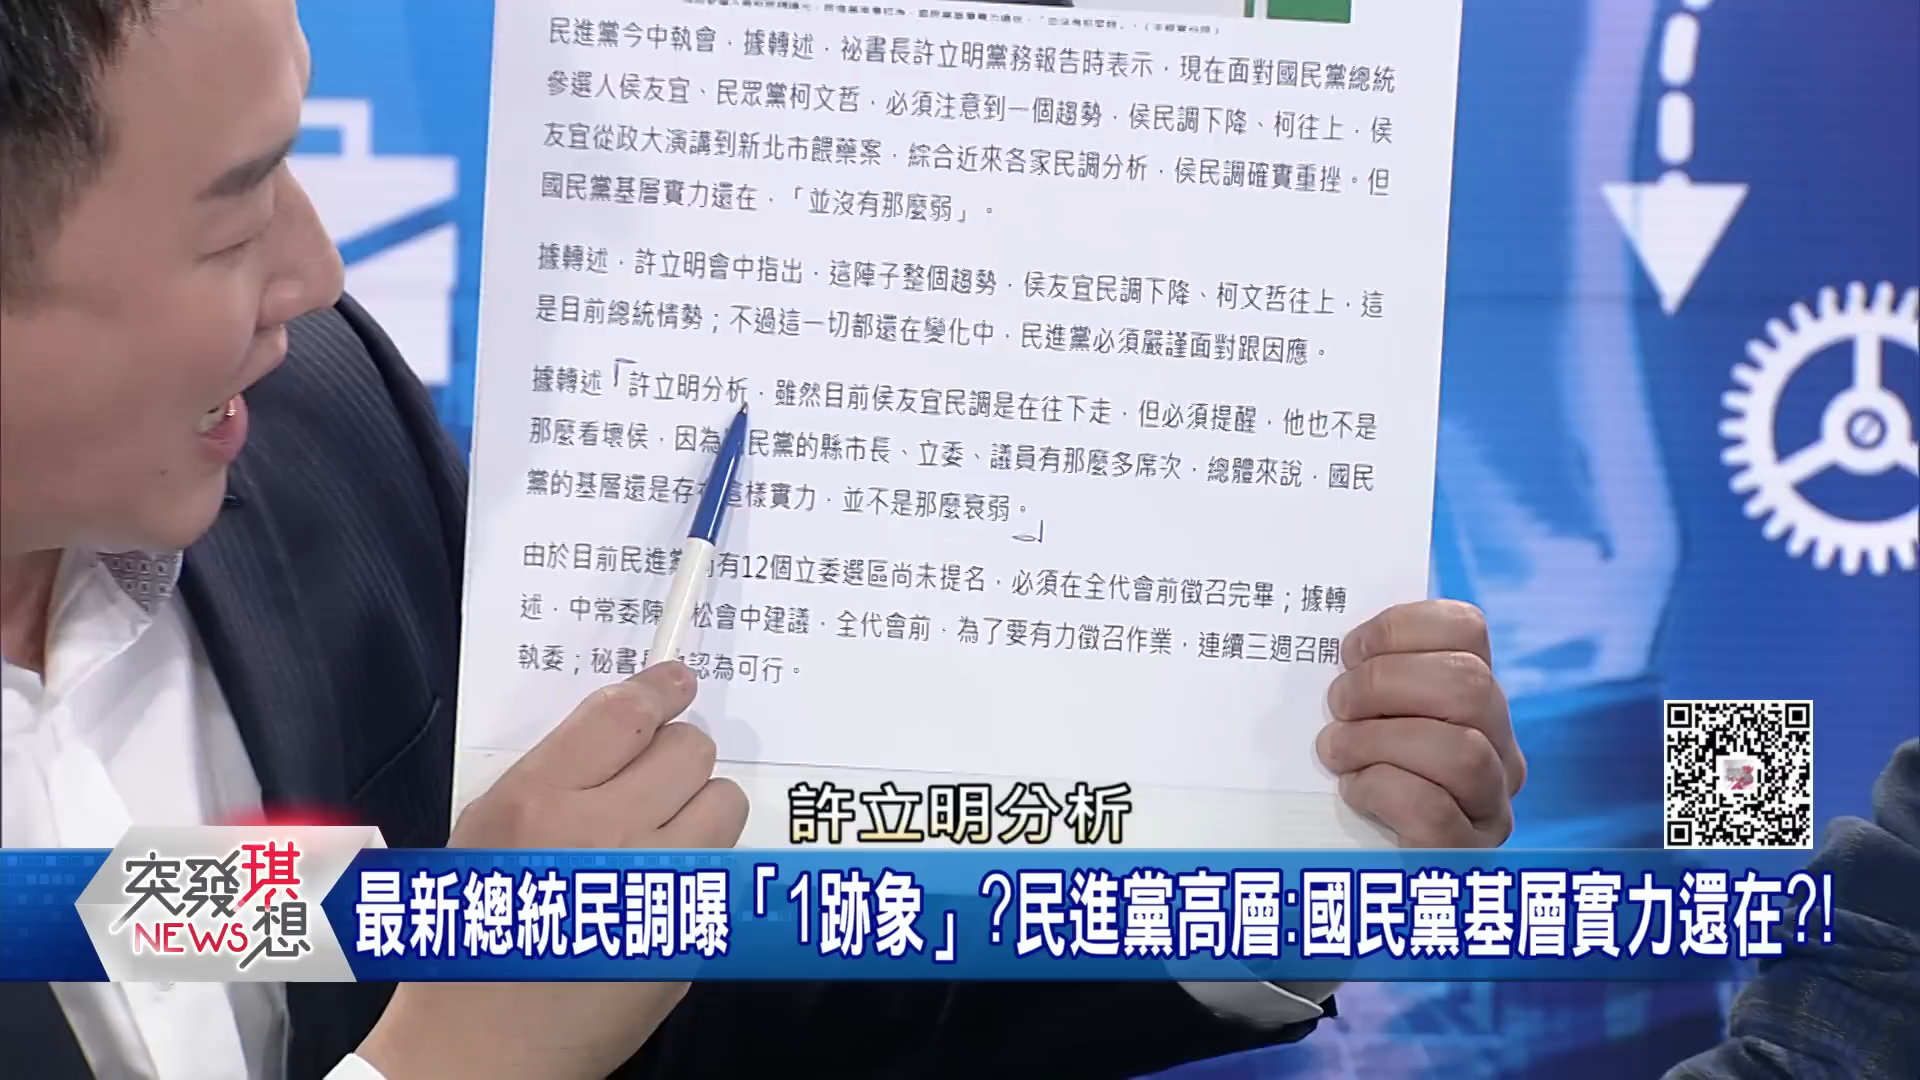 民進黨今中執會，據轉述，祕書長許立明黨務報告時表示，現在面對國民黨總統
參選人侯友宜、民眾黨柯文哲，必須注意到一個趨勢，侯民調下降、柯往上，侯
友宜從政大演講到新北市餵藥案，綜合近來各家民調分析，侯民調確實重挫。但
國民黨基層實力還在，「並沒有那麼弱」。
據轉述，許立明會中指出，這陣子整個趨勢，侯友宜民調下降、柯文哲往上，這
是目前總統情勢；不過這一切都還在變化中，民進黨必須嚴謹面對跟因應。
據轉述「許立明分析，雖然目前侯友宜民調是在往下走，但必須提醒，他也不是
那麼看壞侯，因為 民黨的縣市長、立委、議員有那麼多席次，總體來說，國民
黨的基層還是存 這樣實力，並不是那麼衰弱。」
由於目前民進 有12個立委選區尚未提名，必須在全代會前徵召完畢；據轉
述，中常委陳 松會中建議，全代會前，為了要有力徵召作業，連續三週召開
執委；秘書 認為可行。
許立明分析
突發琪想
NEWS
最新總統民調曝「1跡象」?民進黨高層:國民黨基層實力還在?!